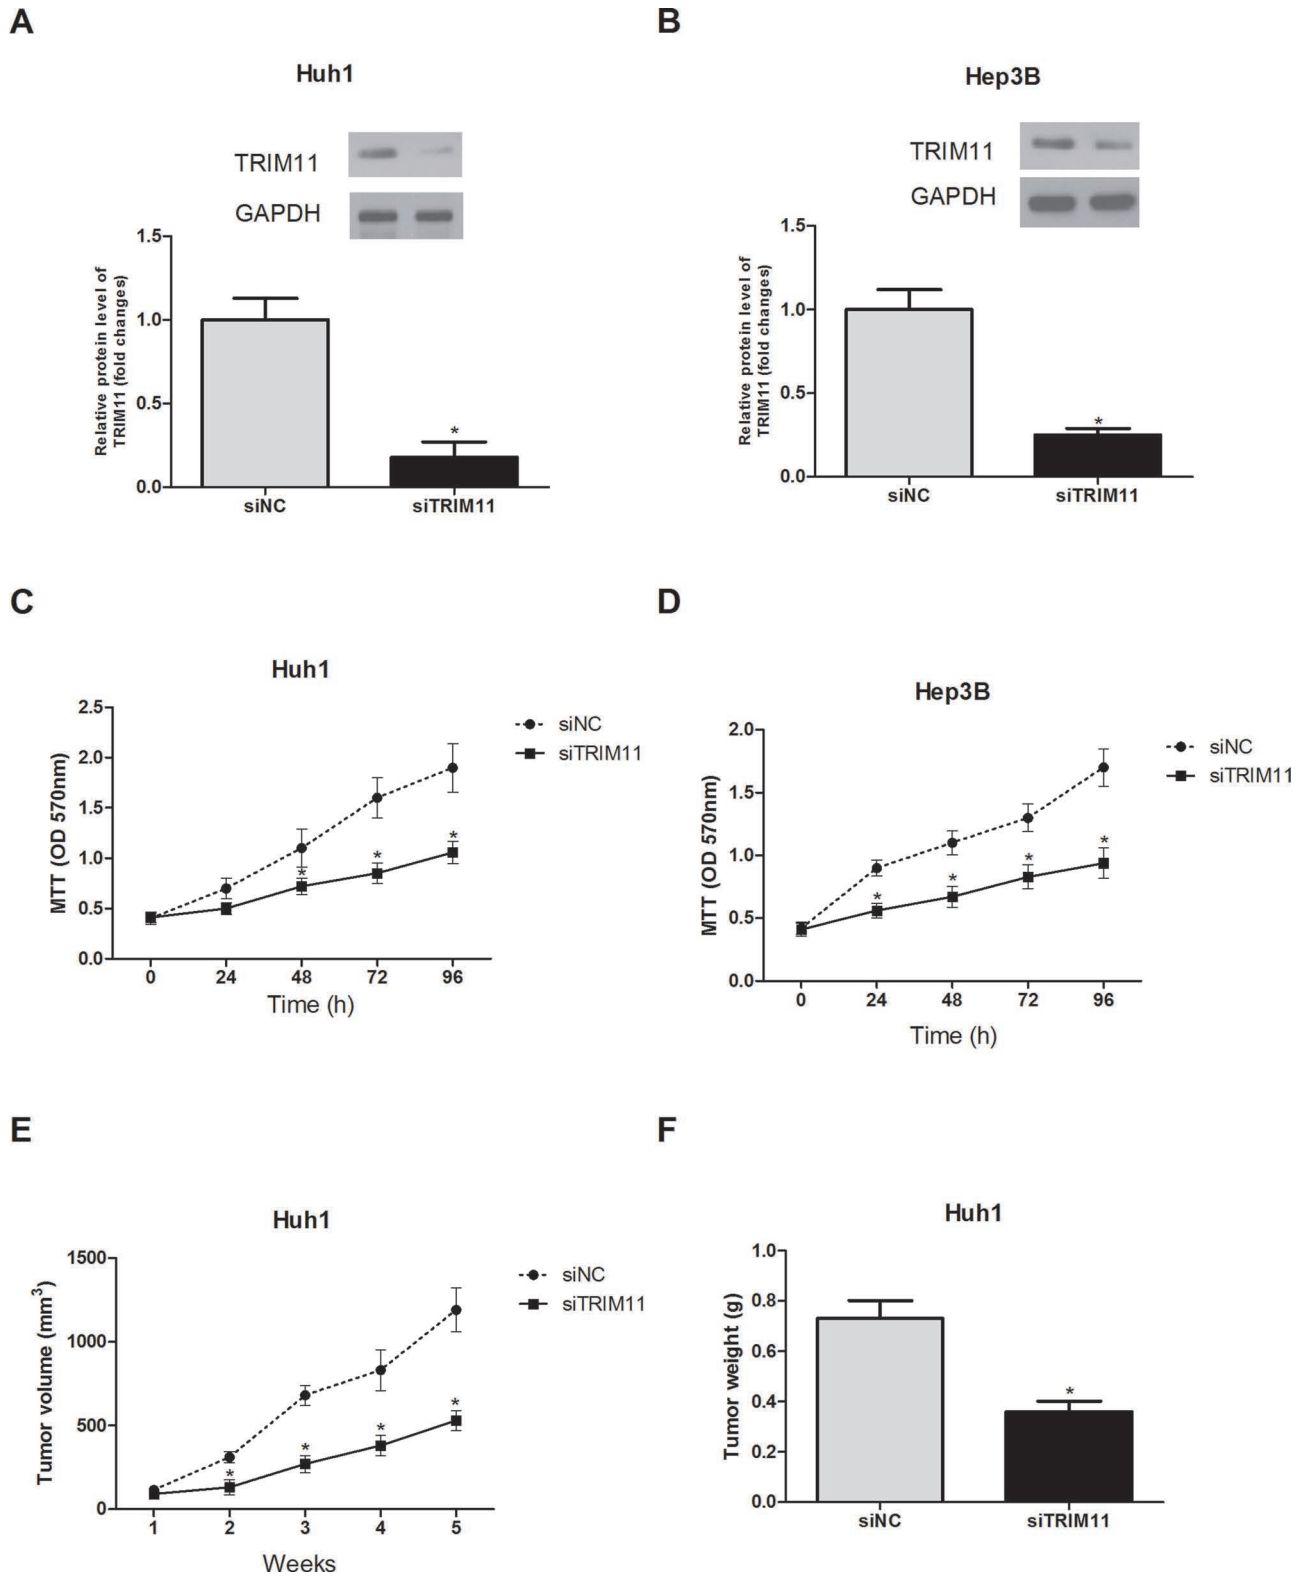 A
Huh1
TRIM11
GAPDH
Relative protein level of
TRIM11 (fold changes)
1.5
1.0
0.5
0.0
*
siNC
siTRIM11
B
Hep3B
TRIM11
GAPDH
Relative protein level of
TRIM11 (fold changes)
1.5
1.0
0.5
0.0
*
siNC
siTRIM11
C
Huh1
MTT (OD 570nm)
2.5
2.0
1.5
1.0
0.5
0.0
* * *
0 24 48 72 96
Time (h)
siNC
siTRIM11
D
Hep3B
MTT (OD 570nm)
2.0
1.5
1.0
0.5
0.0
* * * *
0 24 48 72 96
Time (h)
siNC
siTRIM11
E
Huh1
Tumor volume (mm³)
1500
1000
500
0
* * * *
1 2 3 4 5
Weeks
siNC
siTRIM11
F
Huh1
Tumor weight (g)
1.0
0.8
0.6
0.4
0.2
0.0
*
siNC
siTRIM11